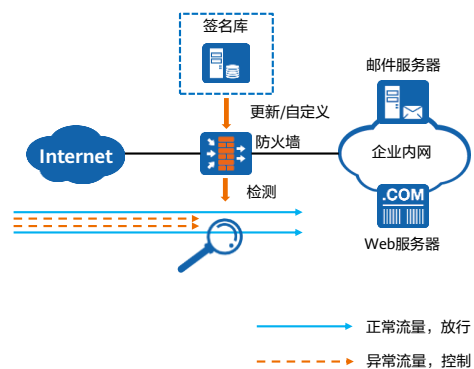 签名库
邮件服务器
更新/自定义
防火墙
Internet
企业内网
检测
.COM
Web服务器
正常流量，放行
异常流量，控制